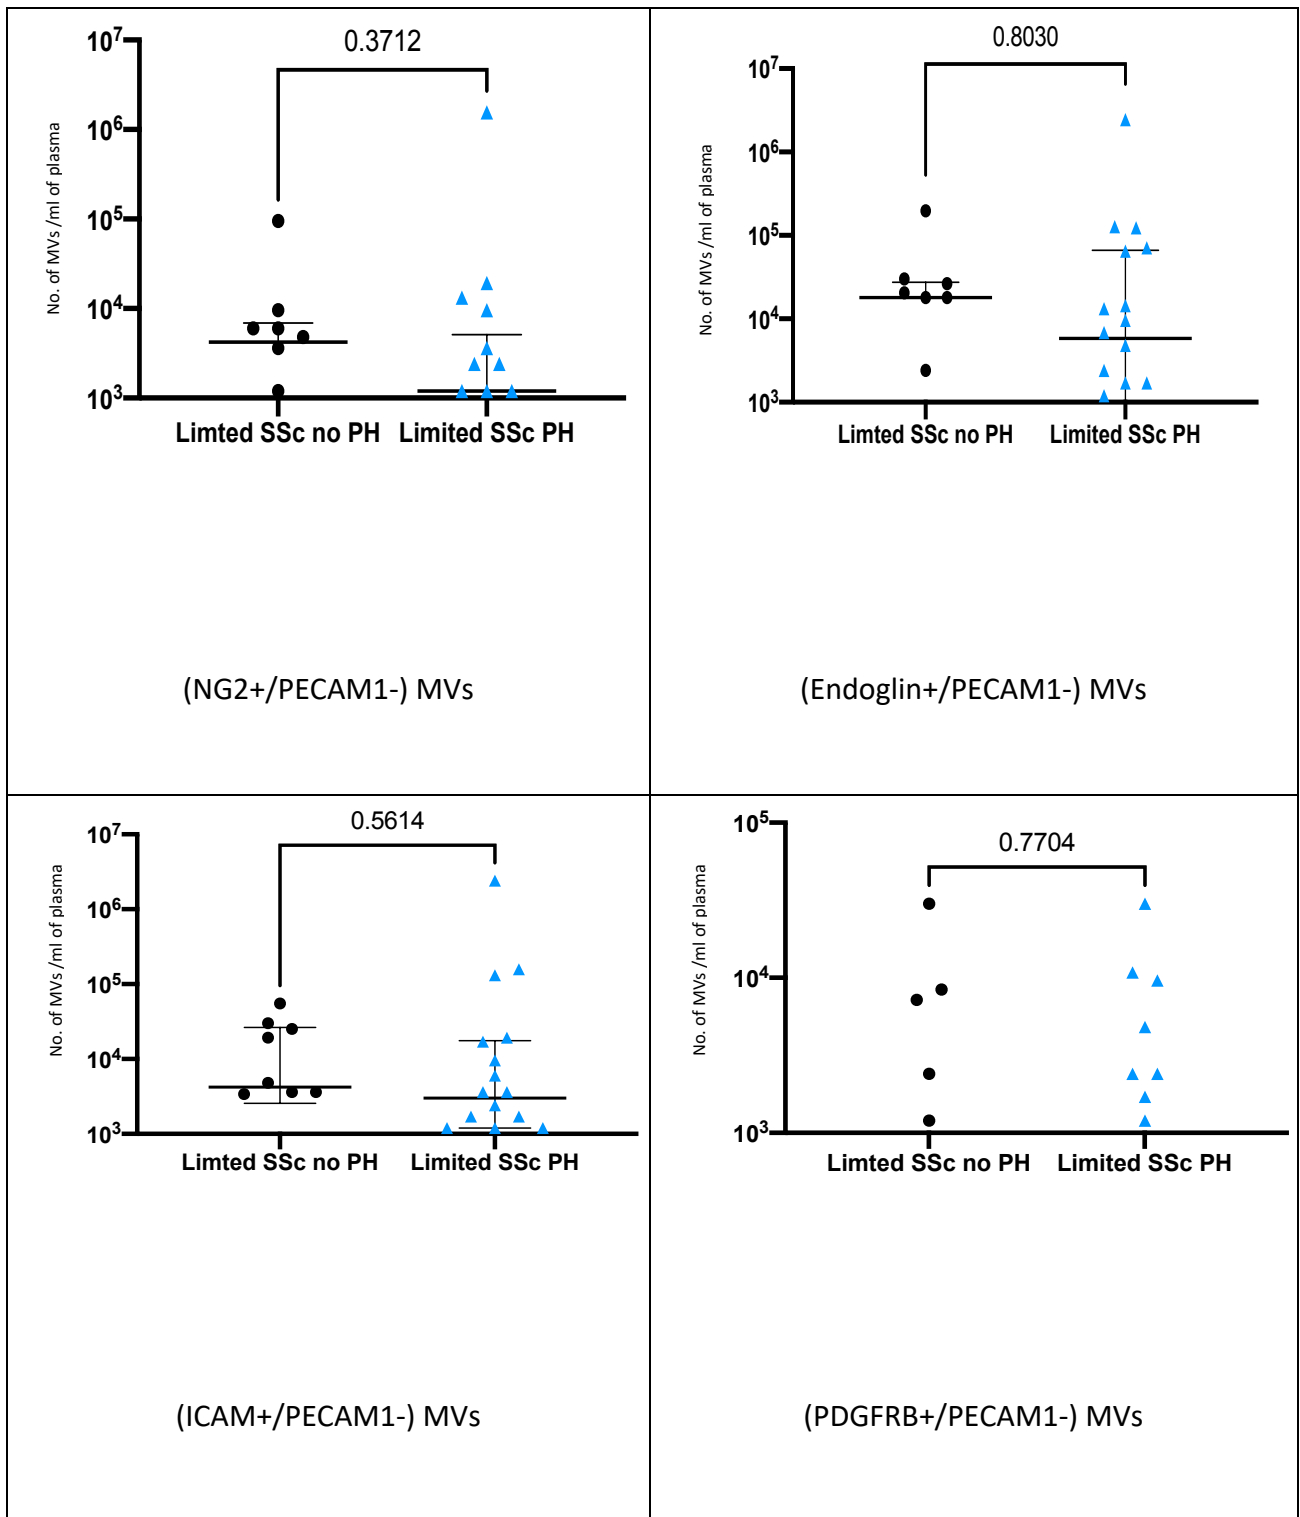 0.3712
10⁷
10⁶
10⁵
10⁴
10³
No. of MVs /ml of plasma
Limted SSc no PH Limited SSc PH
(NG2+/PECAM1-) MVs
0.8030
10⁷
10⁶
10⁵
10⁴
10³
No. of MVs /ml of plasma
Limted SSc no PH Limited SSc PH
(Endoglin+/PECAM1-) MVs
0.5614
10⁷
10⁶
10⁵
10⁴
10³
No. of MVs /ml of plasma
Limted SSc no PH Limited SSc PH
(ICAM+/PECAM1-) MVs
0.7704
10⁵
10⁴
10³
No. of MVs /ml of plasma
Limted SSc no PH Limited SSc PH
(PDGFRB+/PECAM1-) MVs